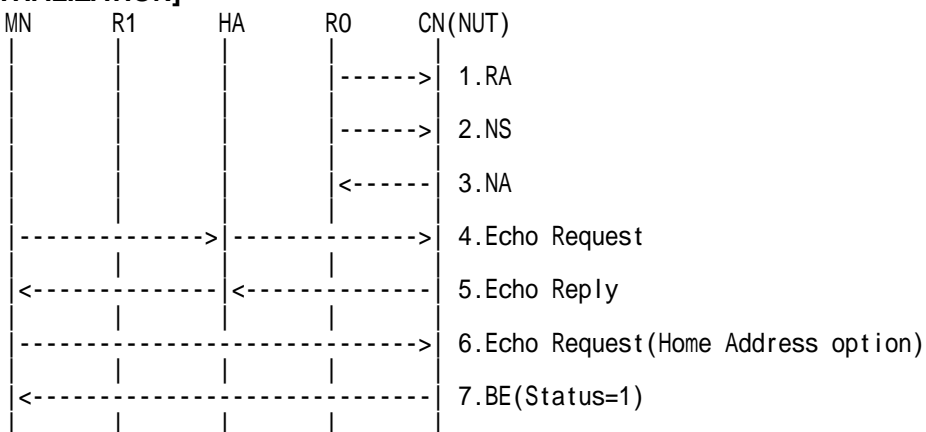 MN R1 HA R0 CN(NUT)
1.RA
2.NS
3.NA
4.Echo Request
5.Echo Reply
6.Echo Request(Home Address option)
7.BE(Status=1)